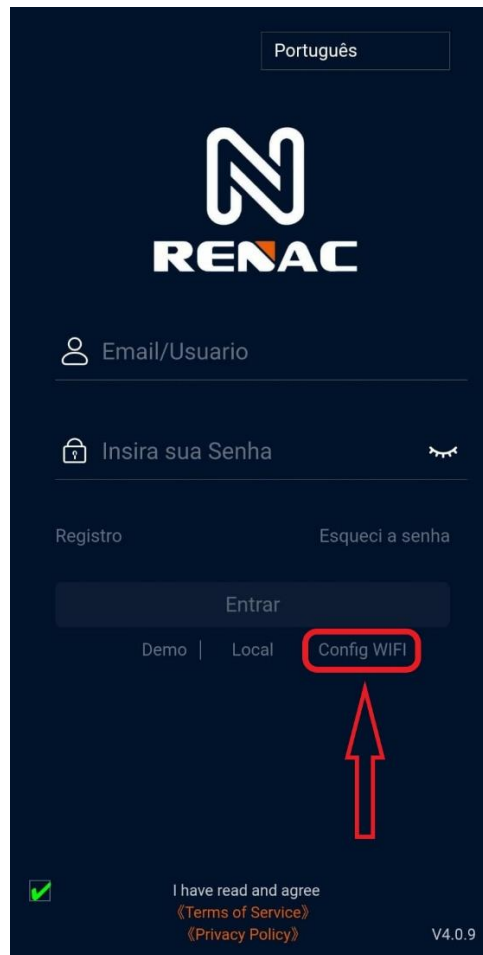 Português
RENAC
Email/Usuario
Insira sua Senha
Registro Esqueci a senha
Entrar
Demo | Local Config WIFI
I have read and agree
《Terms of Service》
《Privacy Policy》 V4.0.9